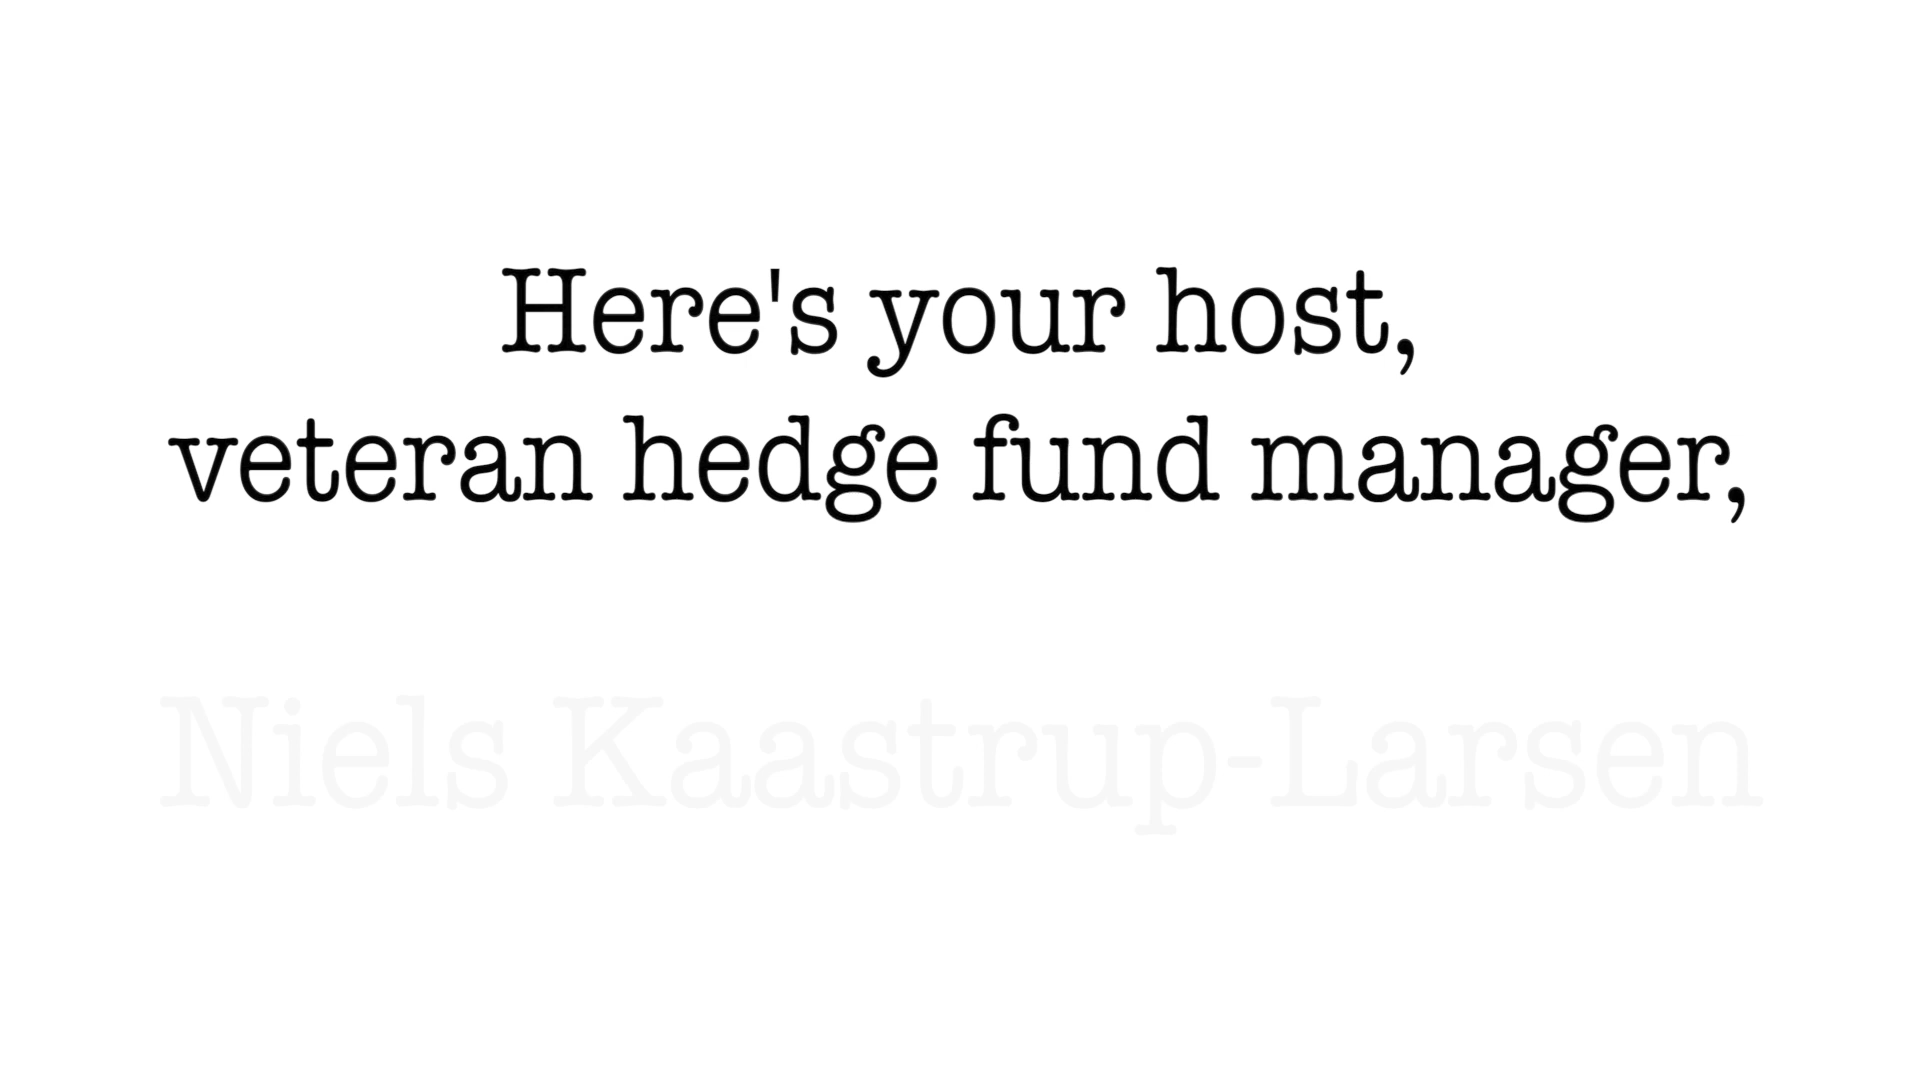 Here's your host,
veteran hedge fund manager,
Niels Kaastrup-Larsen